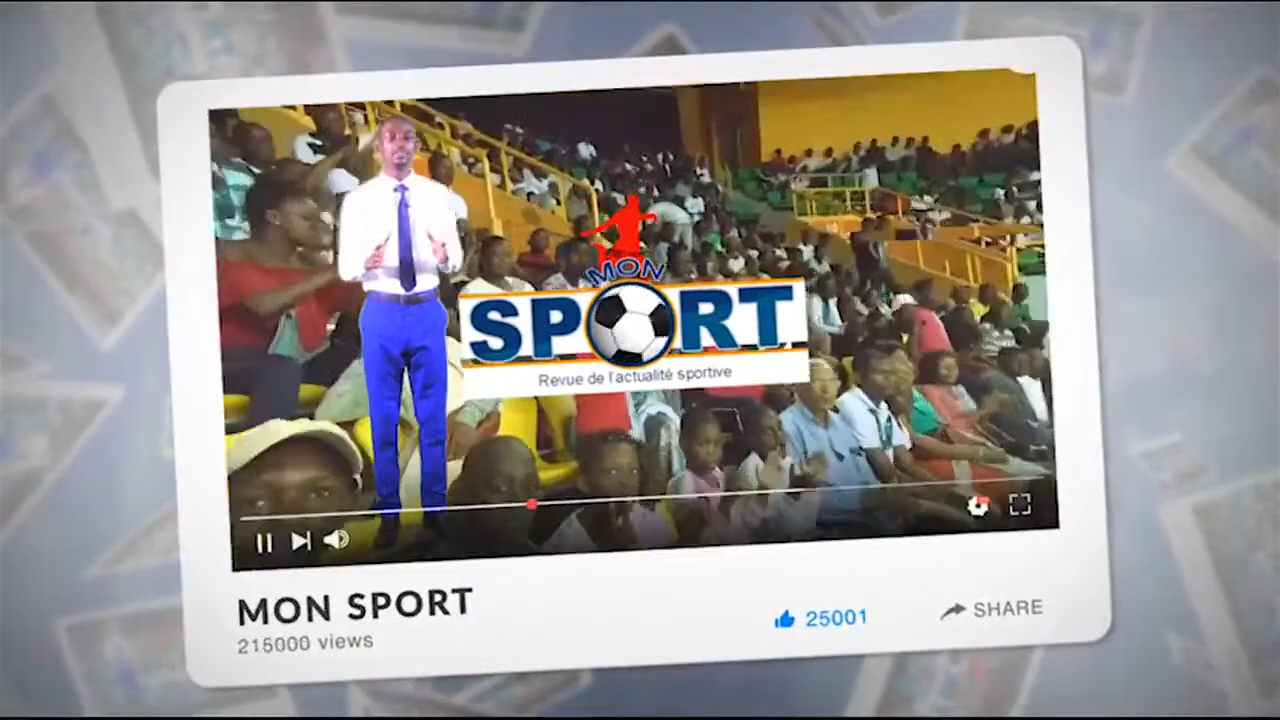 MON
SPORT
Revue de l'actualité sportive
MON SPORT
215000 views
25001
SHARE